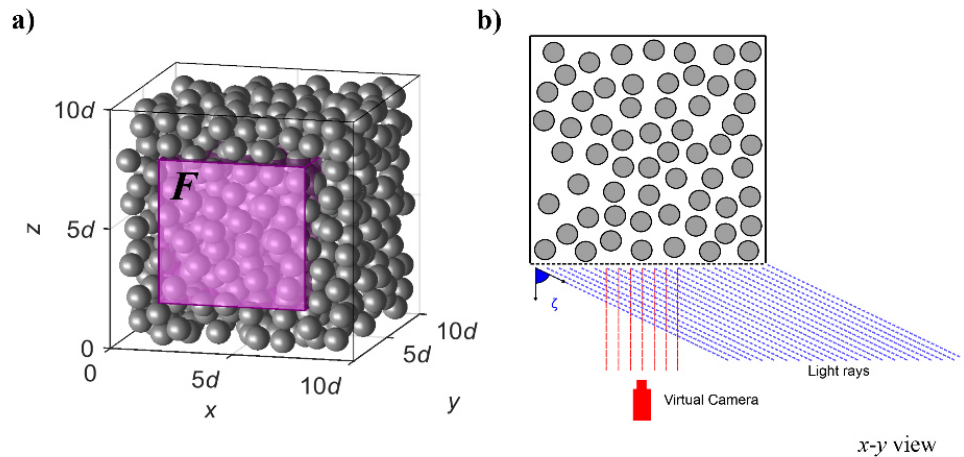 a)
10d
F
z
5d
0
0
5d
10d
x
5d
10d
y
b)
ζ
Light rays
Virtual Camera
x-y view